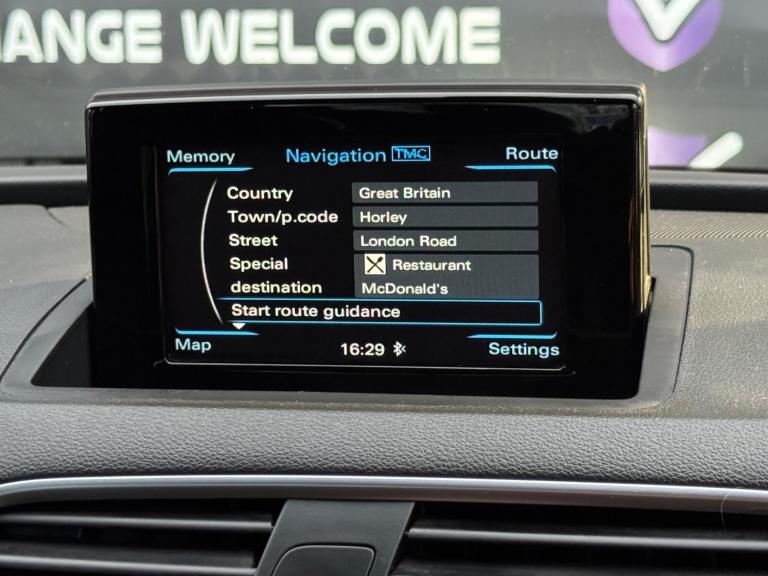 ANGE WELCOME
Memory Navigation TMC Route
Country Great Britain
Town/p.code Horley
Street London Road
Special Restaurant
destination McDonald's
Start route guidance
Map 16:29 Settings